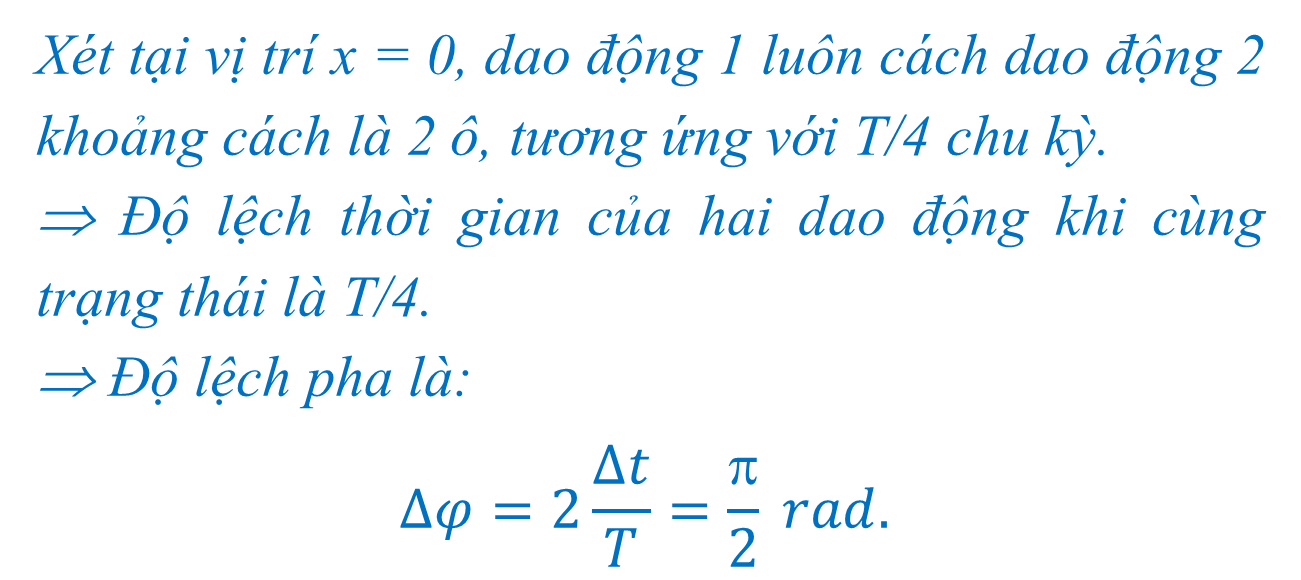 Xét tại vị trí x = 0, dao động 1 luôn cách dao động 2
khoảng cách là 2 ô, tương ứng với T/4 chu kỳ.
⇒ Độ lệch thời gian của hai dao động khi cùng
trạng thái là T/4.
⇒ Độ lệch pha là:
Δφ = 2 Δt/T = π/2 rad.